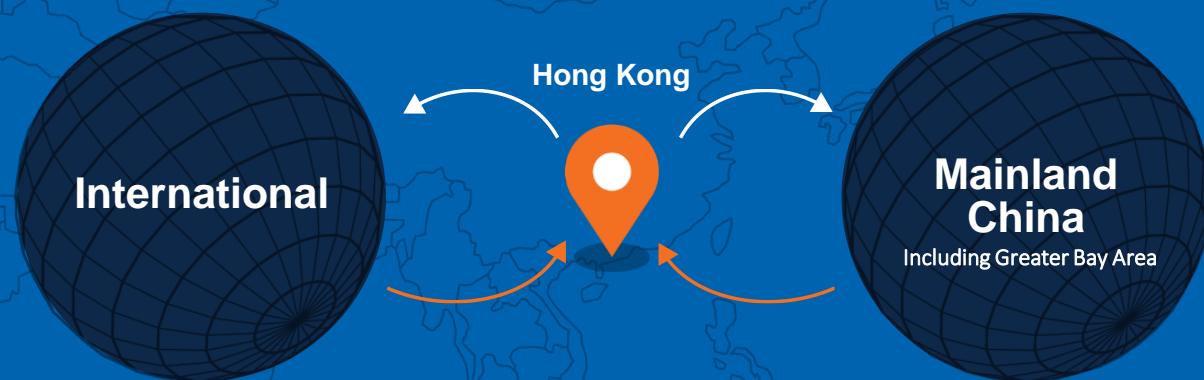 Hong Kong
International
Mainland
China
Including Greater Bay Area